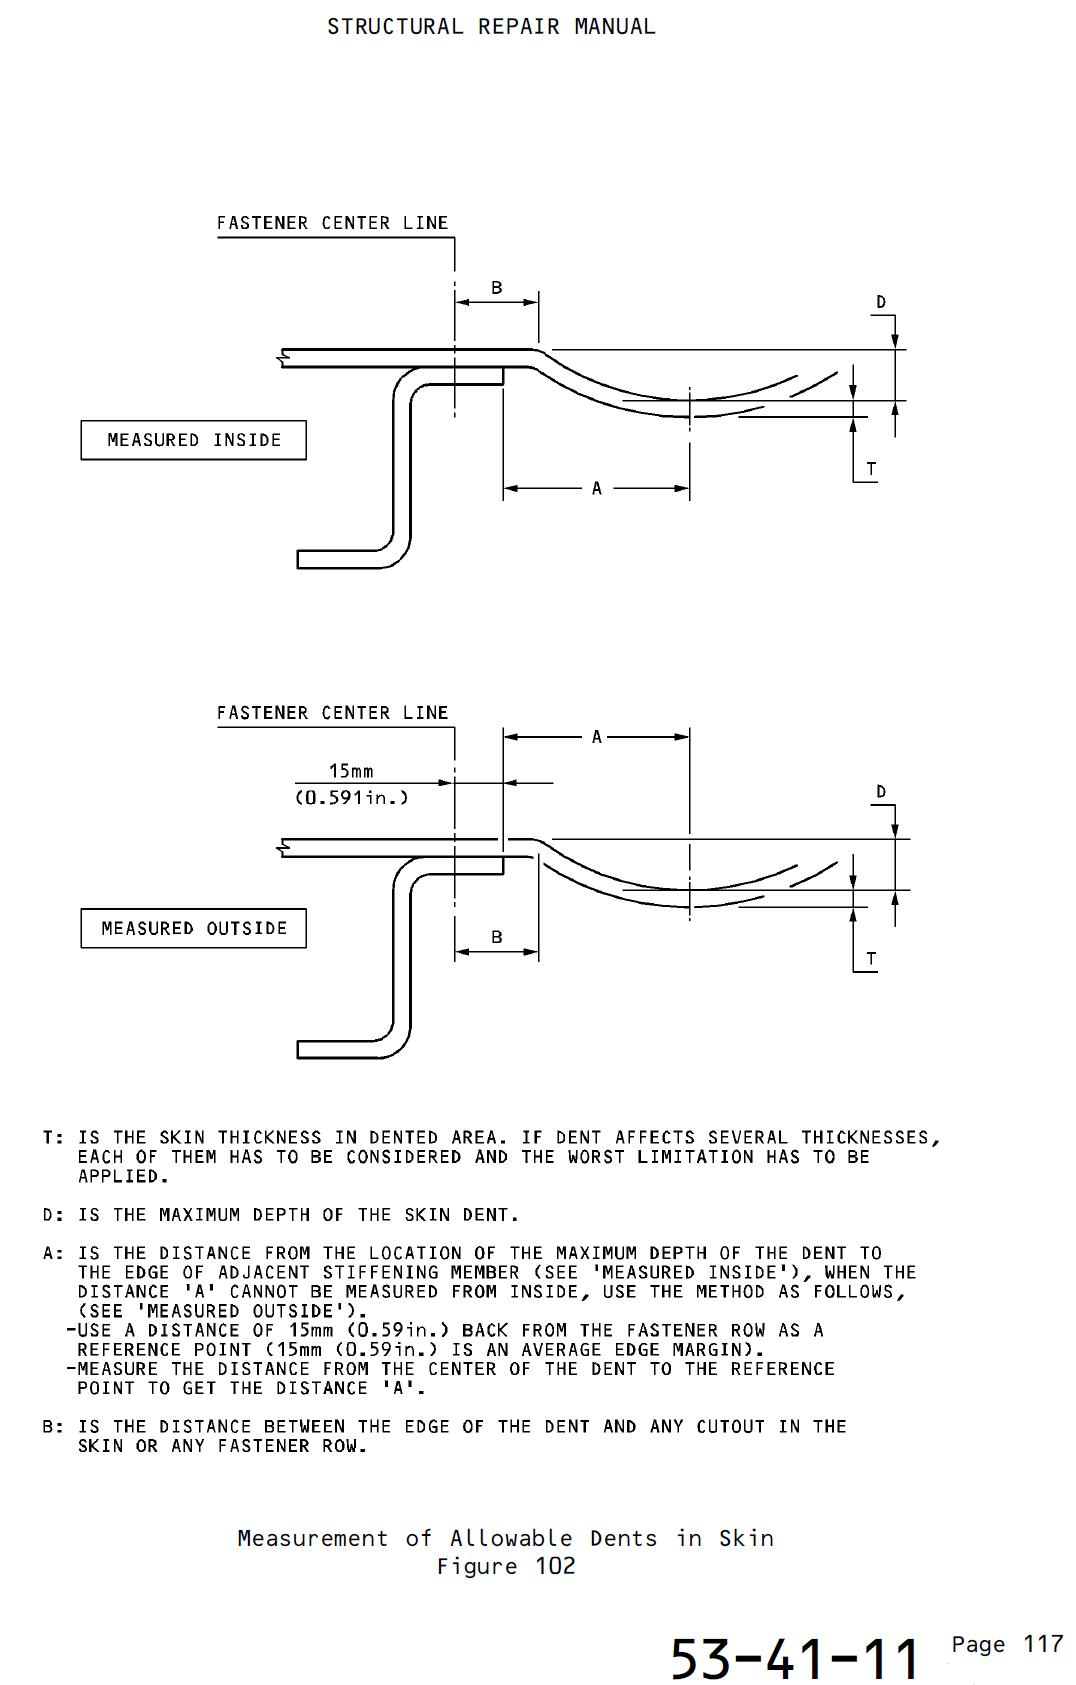 STRUCTURAL REPAIR MANUAL
FASTENER CENTER LINE
B
D
MEASURED INSIDE
T
A
FASTENER CENTER LINE
A
15mm
(0.591in.)
D
MEASURED OUTSIDE
B
T
T: IS THE SKIN THICKNESS IN DENTED AREA. IF DENT AFFECTS SEVERAL THICKNESSES,
EACH OF THEM HAS TO BE CONSIDERED AND THE WORST LIMITATION HAS TO BE
APPLIED.
D: IS THE MAXIMUM DEPTH OF THE SKIN DENT.
A: IS THE DISTANCE FROM THE LOCATION OF THE MAXIMUM DEPTH OF THE DENT TO
THE EDGE OF ADJACENT STIFFENING MEMBER (SEE 'MEASURED INSIDE'), WHEN THE
DISTANCE 'A' CANNOT BE MEASURED FROM INSIDE, USE THE METHOD AS FOLLOWS,
(SEE 'MEASURED OUTSIDE').
-USE A DISTANCE OF 15mm (0.59in.) BACK FROM THE FASTENER ROW AS A
REFERENCE POINT (15mm (0.59in.) IS AN AVERAGE EDGE MARGIN).
-MEASURE THE DISTANCE FROM THE CENTER OF THE DENT TO THE REFERENCE
POINT TO GET THE DISTANCE 'A'.
B: IS THE DISTANCE BETWEEN THE EDGE OF THE DENT AND ANY CUTOUT IN THE
SKIN OR ANY FASTENER ROW.
Measurement of Allowable Dents in Skin
Figure 102
53-41-11 Page 117